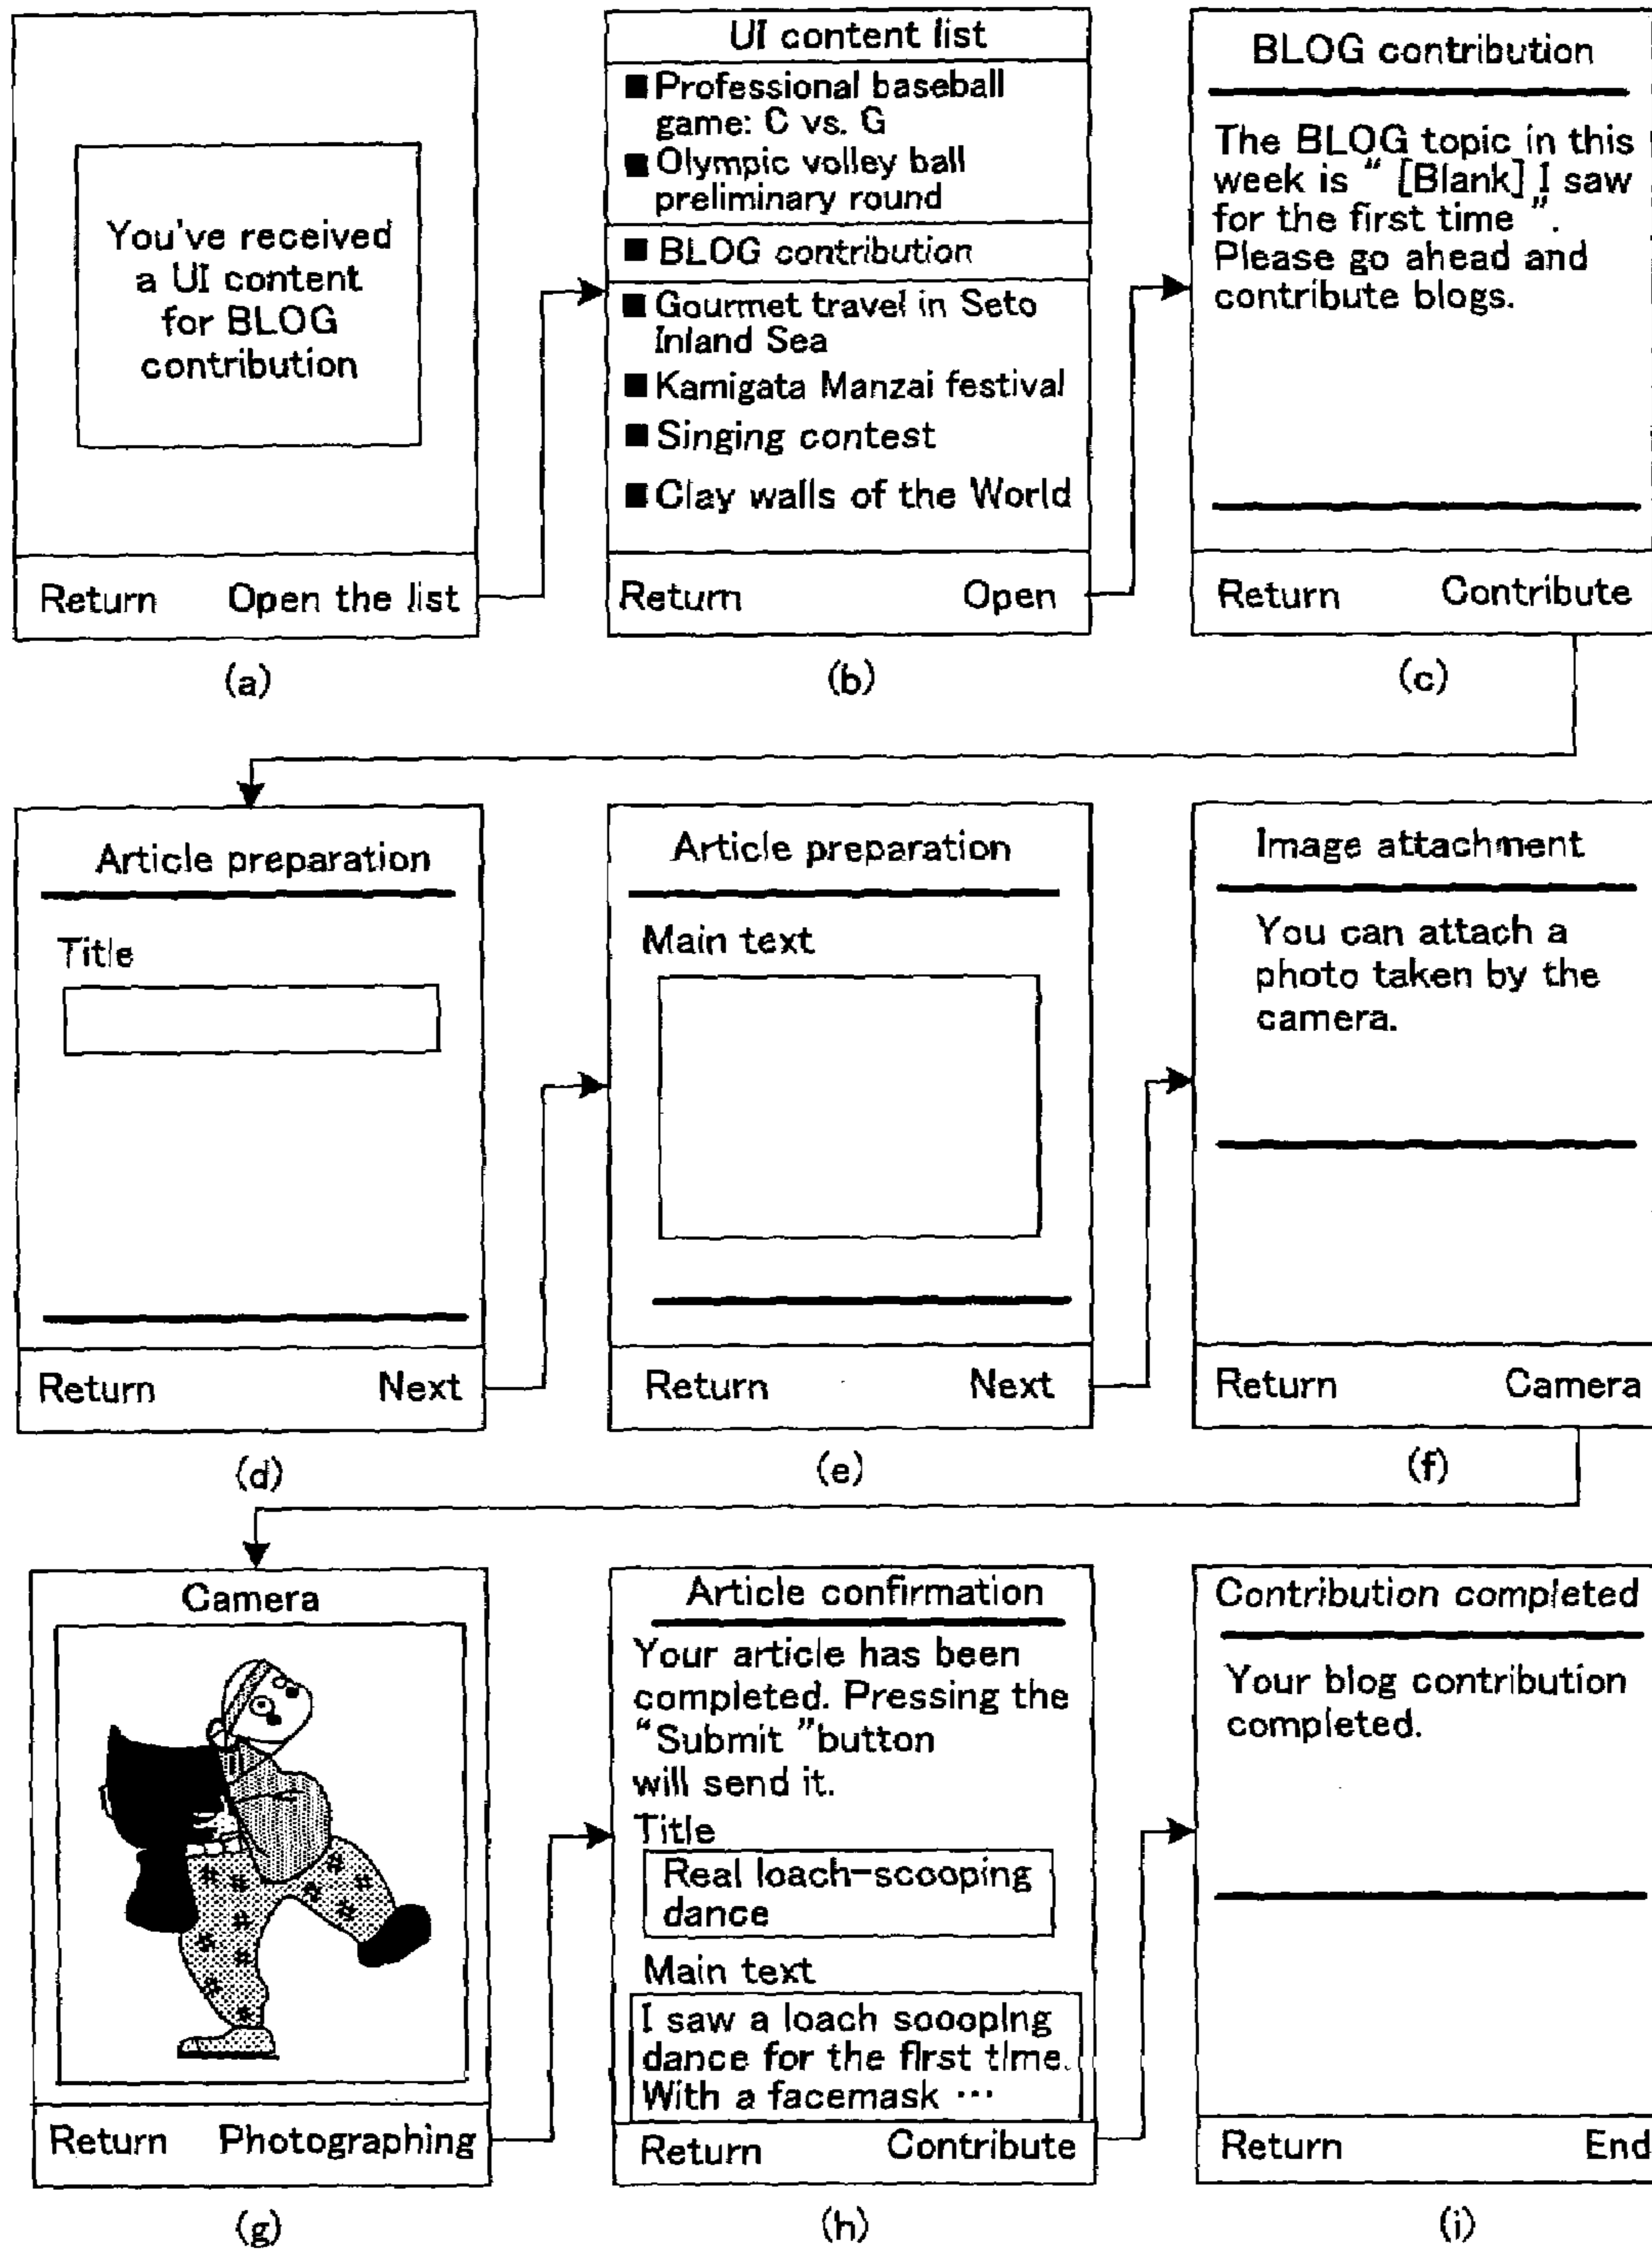 You've received
a UI content
for BLOG
contribution
Return Open the list
(a)
UI content list
■ Professional baseball
game: C vs. G
■ Olympic volley ball
preliminary round
■ BLOG contribution
■ Gourmet travel in Seto
Inland Sea
■ Kamigata Manzai festival
■ Singing contest
■ Clay walls of the World
Return Open
(b)
BLOG contribution
The BLOG topic in this
week is “ [Blank] I saw
for the first time ”.
Please go ahead and
contribute blogs.
Return Contribute
(c)
Article preparation
Title
Return Next
(d)
Article preparation
Main text
Return Next
(e)
Image attachment
You can attach a
photo taken by the
camera.
Return Camera
(f)
Camera
Return Photographing
(g)
Article confirmation
Your article has been
completed. Pressing the
“Submit ”button
will send it.
Title
Real loach-scooping
dance
Main text
I saw a loach soooping
dance for the first time.
With a facemask ⋯
Return Contribute
(h)
Contribution completed
Your blog contribution
completed.
Return End
(i)